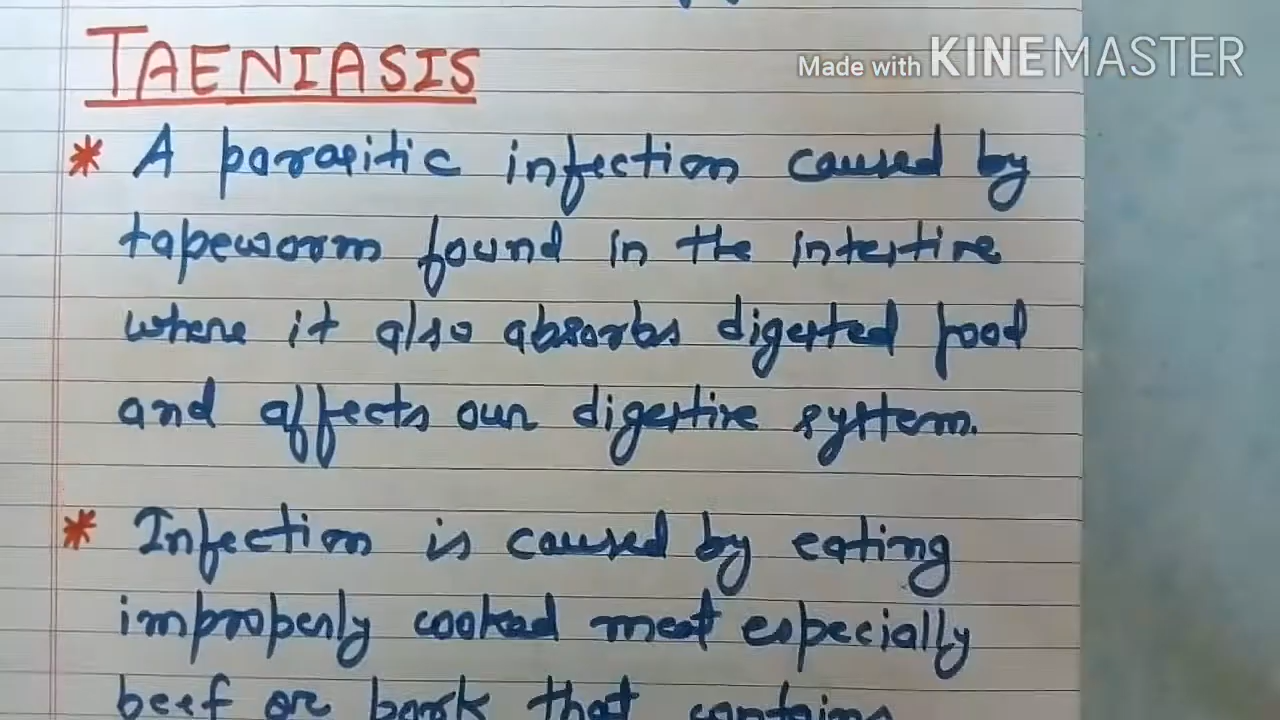 TAENIASIS
Made with KINEMASTER
* A parasitic infection caused by
tapeworm found in the intestine
where it also absorbs digested food
and affects our digestive system.
* Infection is caused by eating
improperly cooked meat especially
beef or pork that contains